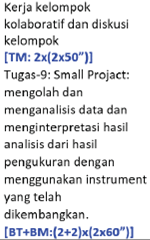 Kerja kelompok
kolaboratif dan diskusi
kelompok
[TM: 2x(2x50”)]
Tugas-9: Small Projact:
mengolah dan
menganalisis data dan
menginterpretasi hasil
analisis dari hasil
pengukuran dengan
menggunakan instrument
yang telah
dikembangkan.
[BT+BM:(2+2)x(2x60”)]